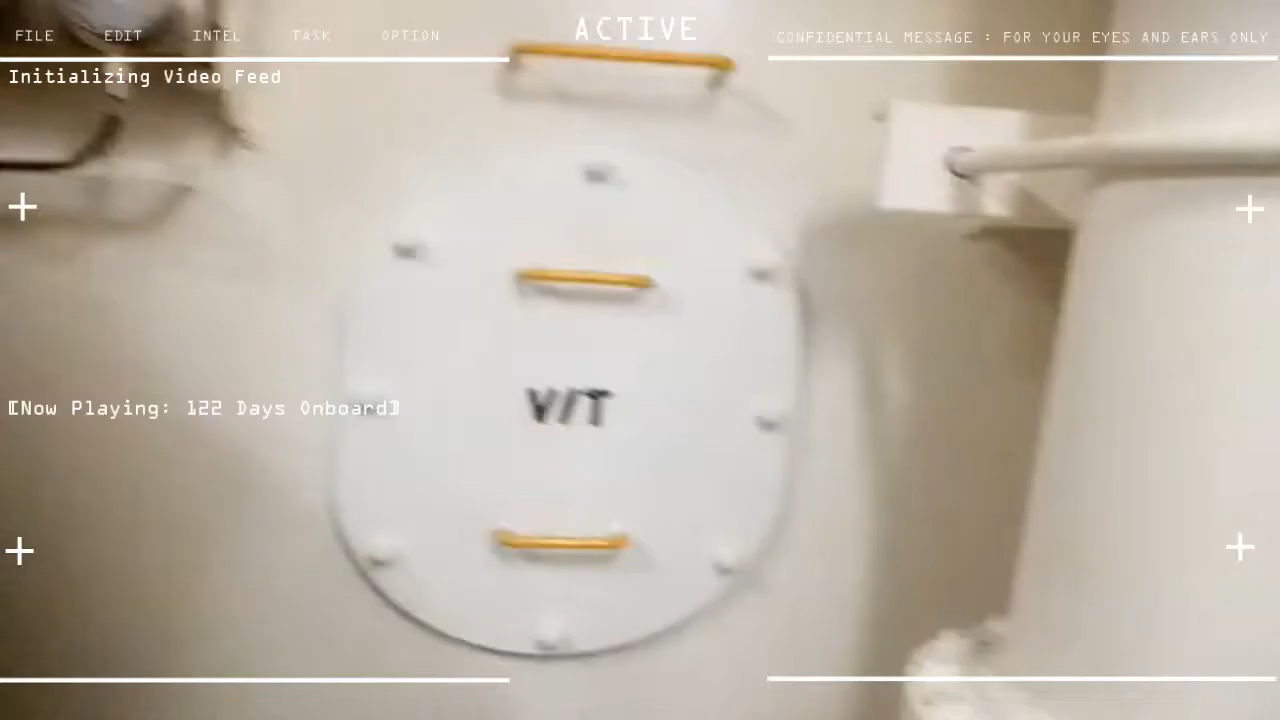 FILE EDIT INTEL TASK OPTION
ACTIVE
CONFIDENTIAL MESSAGE : FOR YOUR EYES AND EARS ONLY
Initializing Video Feed
[Now Playing: 122 Days Onboard]
V/T